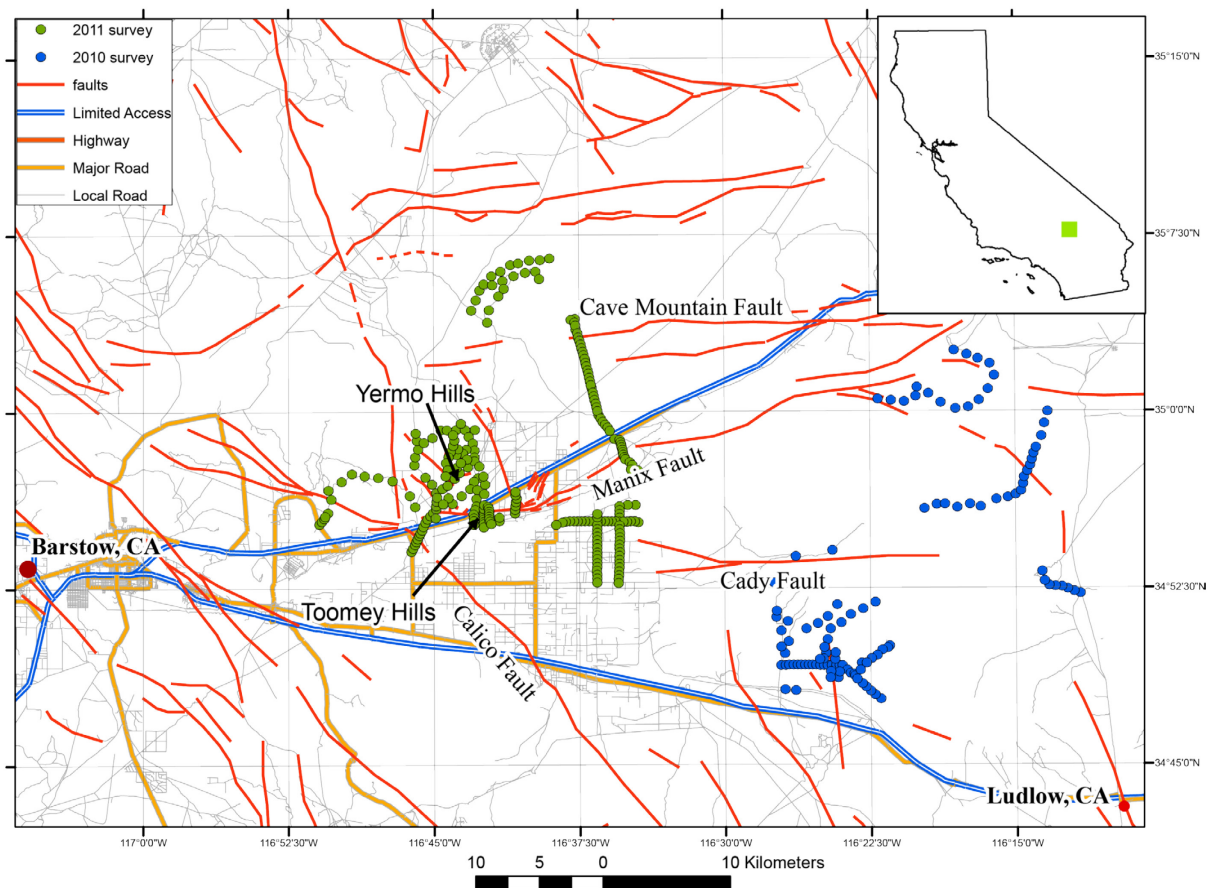 2011 survey
2010 survey
faults
Limited Access
Highway
Major Road
Local Road
35°15'0"N
35°7'30"N
Cave Mountain Fault
Yermo Hills
35°0'0"N
Manix Fault
Barstow, CA
Cady Fault
34°52'30"N
Toomey Hills
Calico Fault
34°45'0"N
Ludlow, CA
117°0'0"W
116°52'30"W
116°45'0"W
116°37'30"W
116°30'0"W
116°22'30"W
116°15'0"W
10 5 0 10 Kilometers